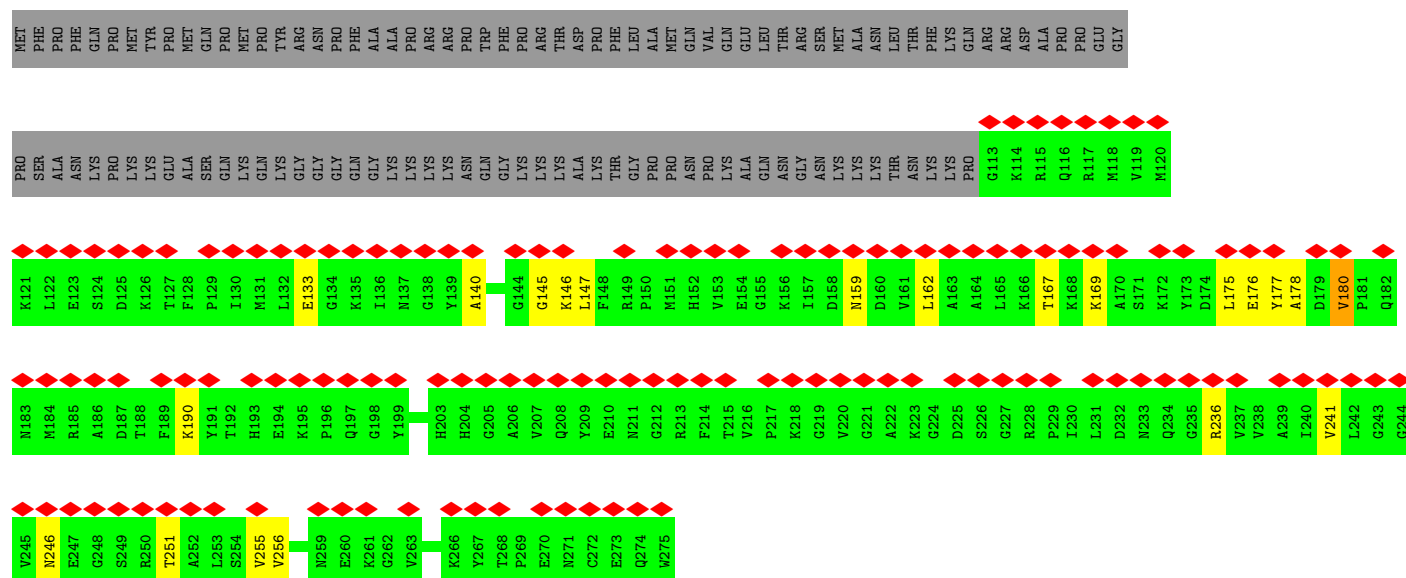 MET PHE PRO PHE GLN PRO MET TYR PRO MET GLN PRO MET PRO TYR ARG ASN PRO PHE ALA ALA PRO ARG ARG PRO TRP PHE PRO ARG THR ASP PRO PHE LEU ALA MET GLN VAL GLN GLU LEU THR ARG SER MET ALA ASN LEU THR PHE LYS GLN ARG ARG ASP ALA PRO PRO GLU GLY
PRO SER ALA ASN LYS PRO LYS LYS GLU ALA SER GLN LYS GLN LYS GLY GLY GLY GLN GLY LYS LYS LYS LYS ASN GLN GLY LYS LYS LYS ALA LYS THR GLY PRO PRO ASN PRO LYS ALA GLN ASN GLY ASN LYS LYS LYS THR ASN LYS LYS PRO G113 K114 R115 Q116 R117 M118 V119 M120
K121 L122 E123 S124 D125 K126 T127 F128 P129 I130 M131 L132 E133 G134 K135 I136 N137 G138 Y139 A140 G144 G145 K146 L147 F148 R149 P150 M151 H152 V153 E154 G155 K156 I157 D158 N159 D160 V161 L162 A163 A164 L165 K166 T167 K168 K169 A170 S171 K172 Y173 D174 L175 E176 Y177 A178 D179 V180 P181 Q182
N183 M184 R185 A186 D187 T188 F189 K190 Y191 T192 H193 E194 K195 P196 Q197 G198 Y199 H203 H204 G205 A206 V207 Q208 Y209 E210 N211 G212 R213 F214 T215 V216 P217 K218 G219 V220 G221 A222 K223 G224 D225 S226 G227 R228 P229 I230 L231 D232 N233 Q234 G235 R236 V237 V238 A239 I240 V241 L242 G243 G244
V245 N246 E247 G248 S249 R250 T251 A252 L253 S254 V255 V256 N259 E260 K261 G262 V263 K266 Y267 T268 P269 E270 N271 C272 E273 Q274 W275